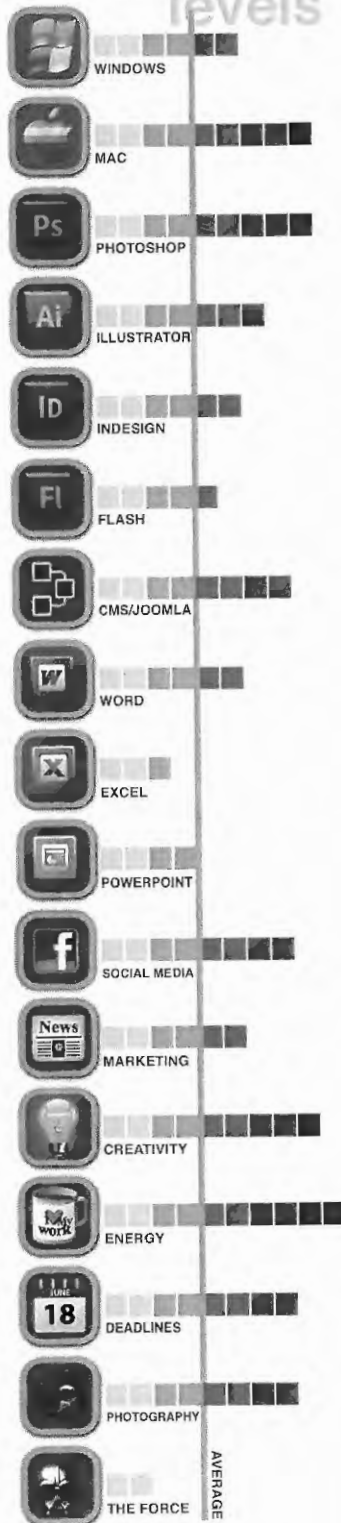 levels
WINDOWS
MAC
Ps
PHOTOSHOP
Ai
ILLUSTRATOR
ID
INDESIGN
Fl
FLASH
CMS/JOOMLA
W
WORD
X
EXCEL
POWERPOINT
f
SOCIAL MEDIA
News
MARKETING
CREATIVITY
I My
work
ENERGY
JUNE
18
DEADLINES
PHOTOGRAPHY
THE FORCE
AVERAGE